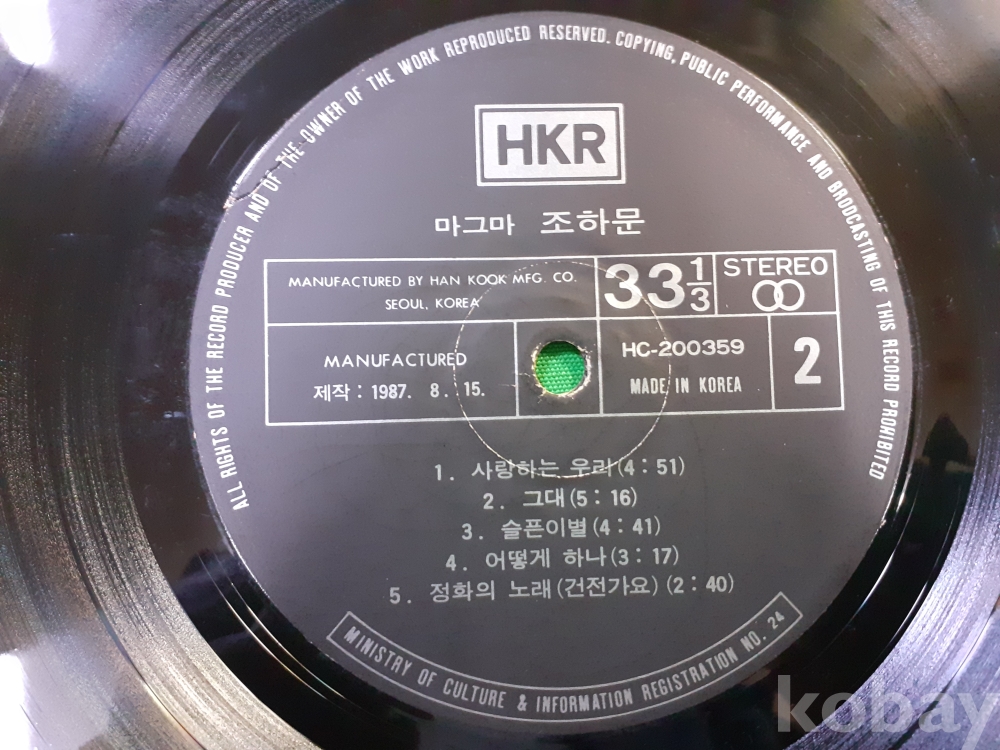 ALL RIGHTS OF THE RECORD PRODUCER AND OF THE OWNER OF THE WORK REPRODUCED RESERVED. COPYING, PUBLIC PERFORMANCE AND BRODCASTING OF THIS RECORD PROHIBITED
HKR
마그마 조하문
MANUFACTURED BY HAN KOOK MFG. CO.
SEOUL, KOREA
33 1/3
STEREO
MANUFACTURED
제작 : 1987. 8. 15.
HC-200359
MADE IN KOREA
2
1. 사랑하는 우리(4 : 51)
2. 그대(5 : 16)
3. 슬픈이별(4 : 41)
4. 어떻게 하나(3 : 17)
5. 정화의 노래(건전가요) (2 : 40)
MINISTRY OF CULTURE & INFORMATION REGISTRATION NO. 24
kobay